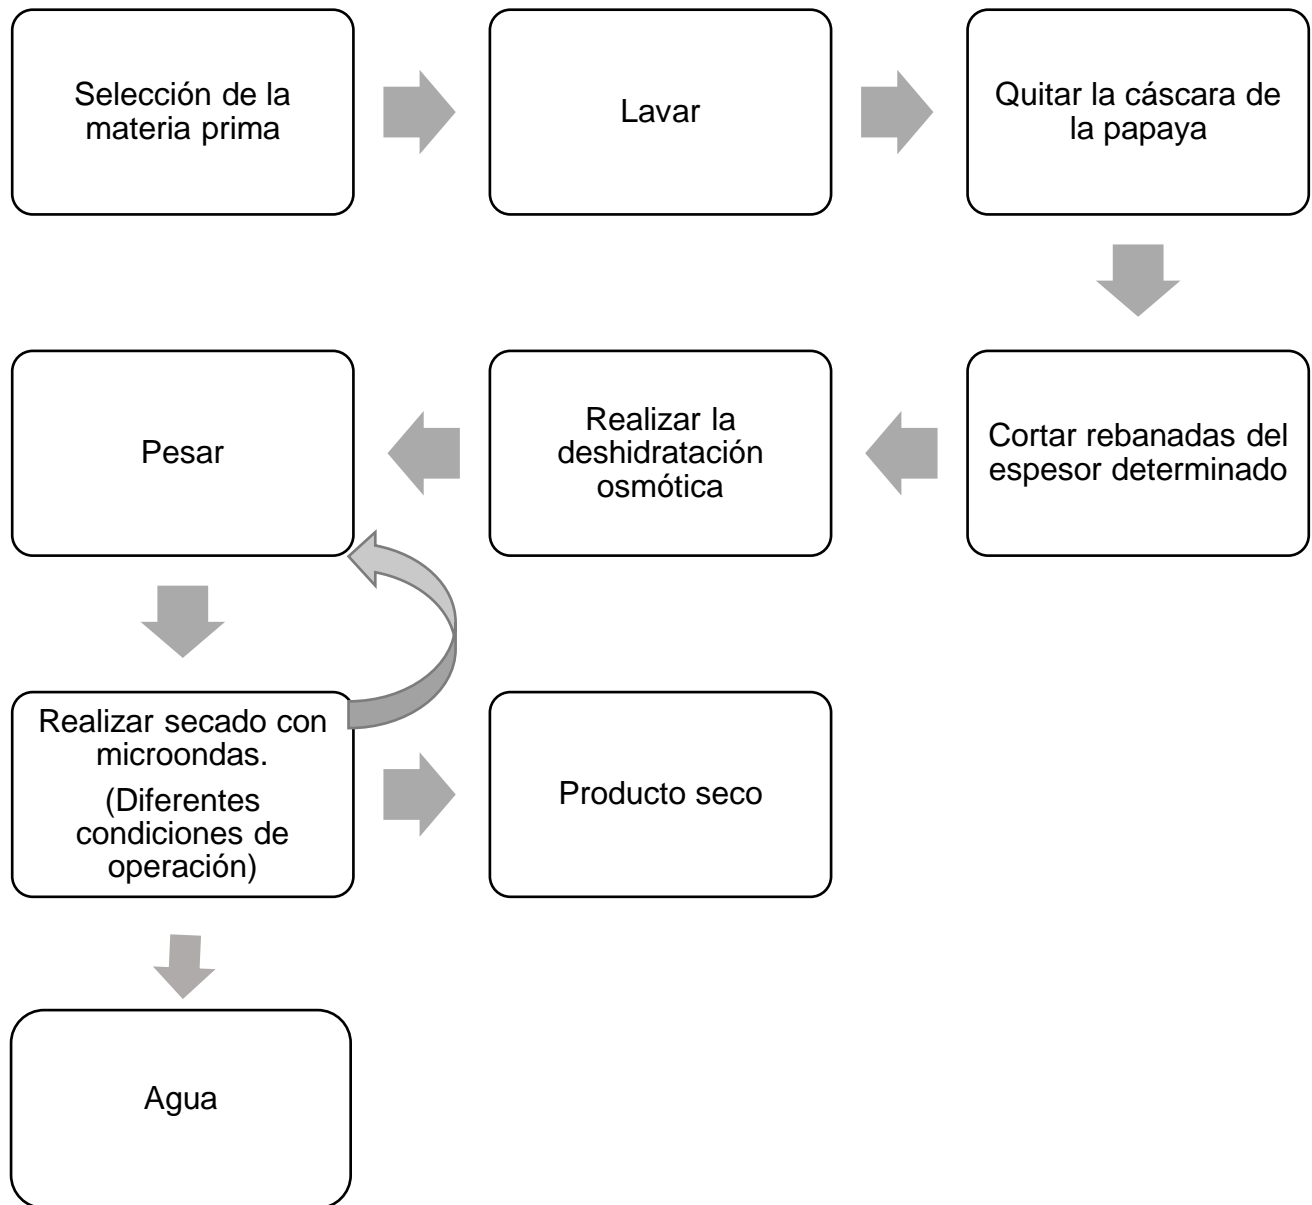 Selección de la
materia prima
Lavar
Quitar la cáscara de
la papaya
Cortar rebanadas del
espesor determinado
Realizar la
deshidratación
osmótica
Pesar
Realizar secado con
microondas.
(Diferentes
condiciones de
operación)
Producto seco
Agua